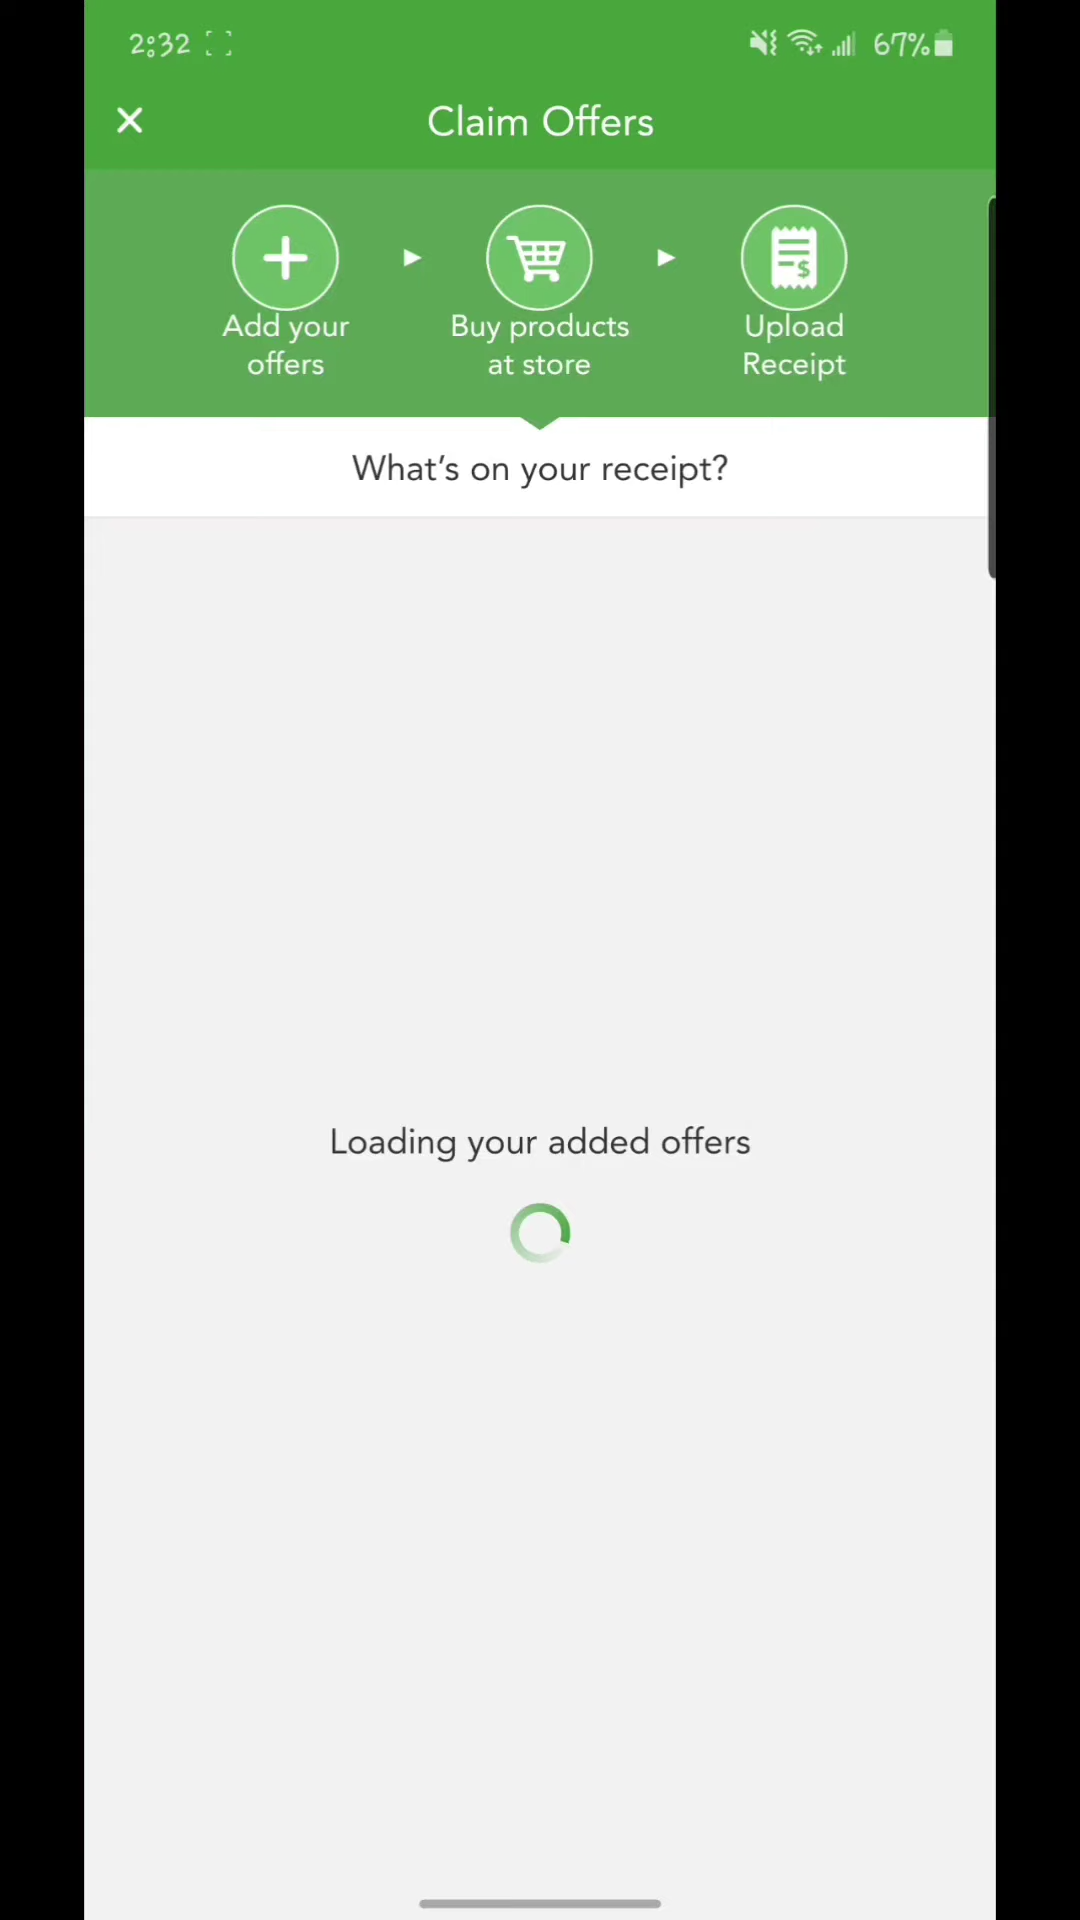 2:32
67%
Claim Offers
Add your
offers
Buy products
at store
$
Upload
Receipt
What's on your receipt?
Loading your added offers